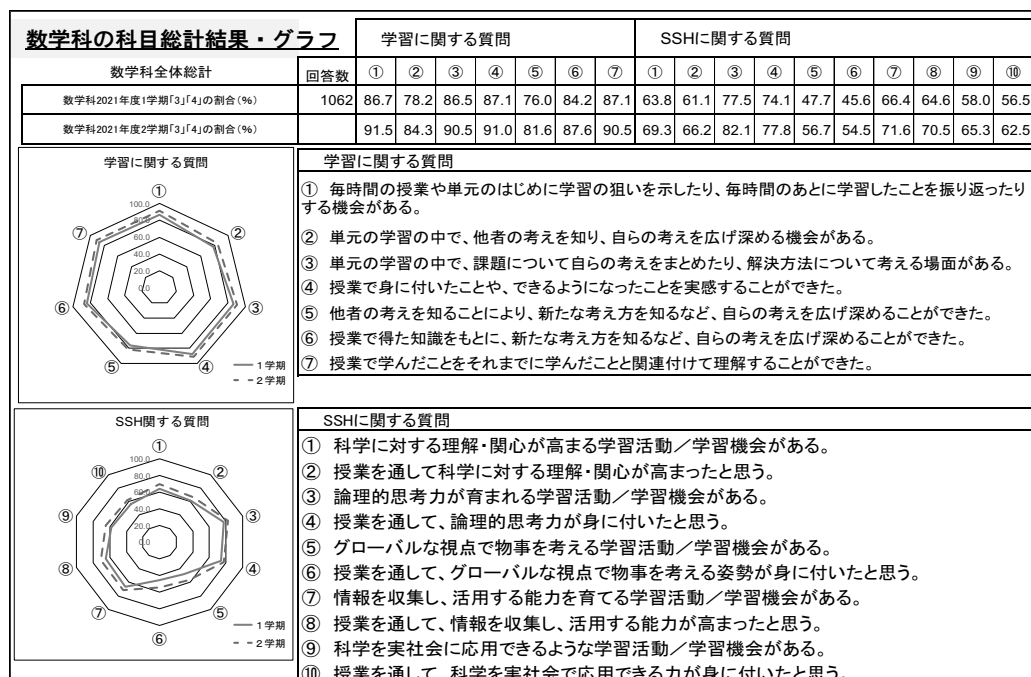 数学科の科目総計結果・グラフ 学習に関する質問 SSHに関する質問
数学科全体総計 回答数 ① ② ③ ④ ⑤ ⑥ ⑦ ① ② ③ ④ ⑤ ⑥ ⑦ ⑧ ⑨ ⑩
数学科2021年度1学期「3」「4」の割合(%) 1062 86.7 78.2 86.5 87.1 76.0 84.2 87.1 63.8 61.1 77.5 74.1 47.7 45.6 66.4 64.6 58.0 56.5
数学科2021年度2学期「3」「4」の割合(%) 91.5 84.3 90.5 91.0 81.6 87.6 90.5 69.3 66.2 82.1 77.8 56.7 54.5 71.6 70.5 65.3 62.5
学習に関する質問
①
100.0
80.0
60.0
40.0
20.0
0.0
②
③
④
⑤
⑥
⑦
1学期
2学期
学習に関する質問
① 毎時間の授業や単元のはじめに学習の狙いを示したり、毎時間のあとに学習したことを振り返ったり
する機会がある。
② 単元の学習の中で、他者の考えを知り、自らの考えを広げ深める機会がある。
③ 単元の学習の中で、課題について自らの考えをまとめたり、解決方法について考える場面がある。
④ 授業で身に付いたことや、できるようになったことを実感することができた。
⑤ 他者の考えを知ることにより、新たな考え方を知るなど、自らの考えを広げ深めることができた。
⑥ 授業で得た知識をもとに、新たな考え方を知るなど、自らの考えを広げ深めることができた。
⑦ 授業で学んだことをそれまでに学んだことと関連付けて理解することができた。
SSH関する質問
①
100.0
80.0
60.0
40.0
20.0
0.0
②
③
④
⑤
⑥
⑦
⑧
⑨
⑩
1学期
2学期
SSHに関する質問
① 科学に対する理解・関心が高まる学習活動／学習機会がある。
② 授業を通して科学に対する理解・関心が高まったと思う。
③ 論理的思考力が育まれる学習活動／学習機会がある。
④ 授業を通して、論理的思考力が身に付いたと思う。
⑤ グローバルな視点で物事を考える学習活動／学習機会がある。
⑥ 授業を通して、グローバルな視点で物事を考える姿勢が身に付いたと思う。
⑦ 情報を収集し、活用する能力を育てる学習活動／学習機会がある。
⑧ 授業を通して、情報を収集し、活用する能力が高まったと思う。
⑨ 科学を実社会に応用できるような学習活動／学習機会がある。
⑩ 授業を通して、科学を実社会で応用できる力が身に付いたと思う。